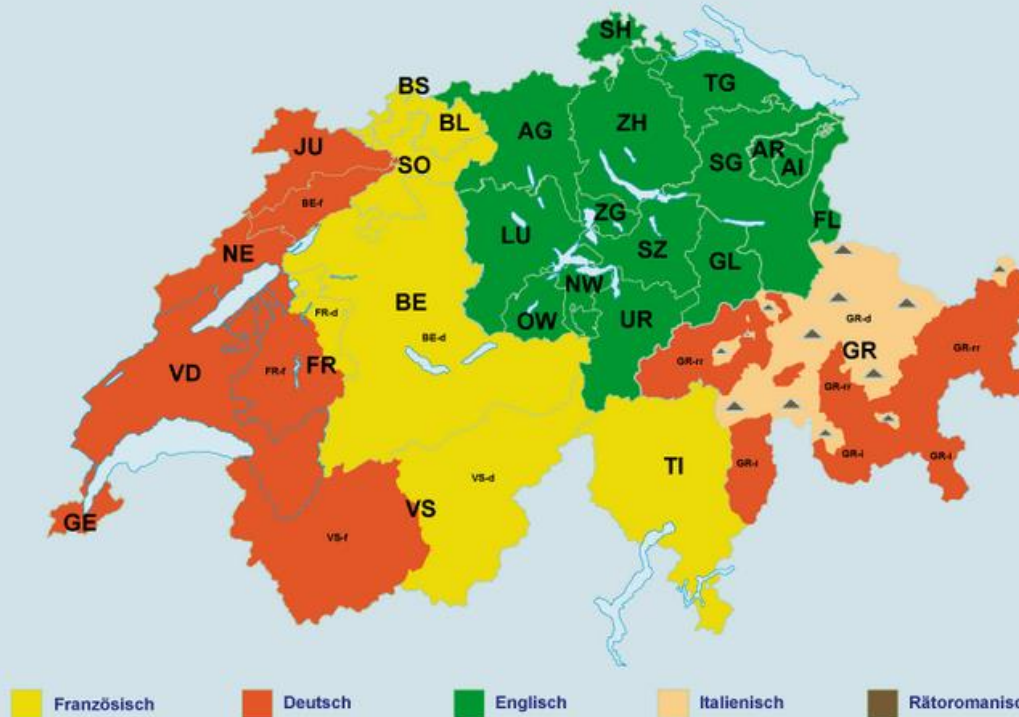 SH
TG
BS
BL
AG
ZH
JU
SO
SG
AR
AI
BE-f
ZG
FL
NE
LU
SZ
GL
NW
BE
FR-d
OW
UR
BE-d
GR-d
GR
GR-rr
GR-rr
GR-rr
VD
FR-f
FR
TI
GR-i
GR-i
GR-i
VS-d
VS
GE
VS-f
Französisch
Deutsch
Englisch
Italienisch
Rätoromanisc